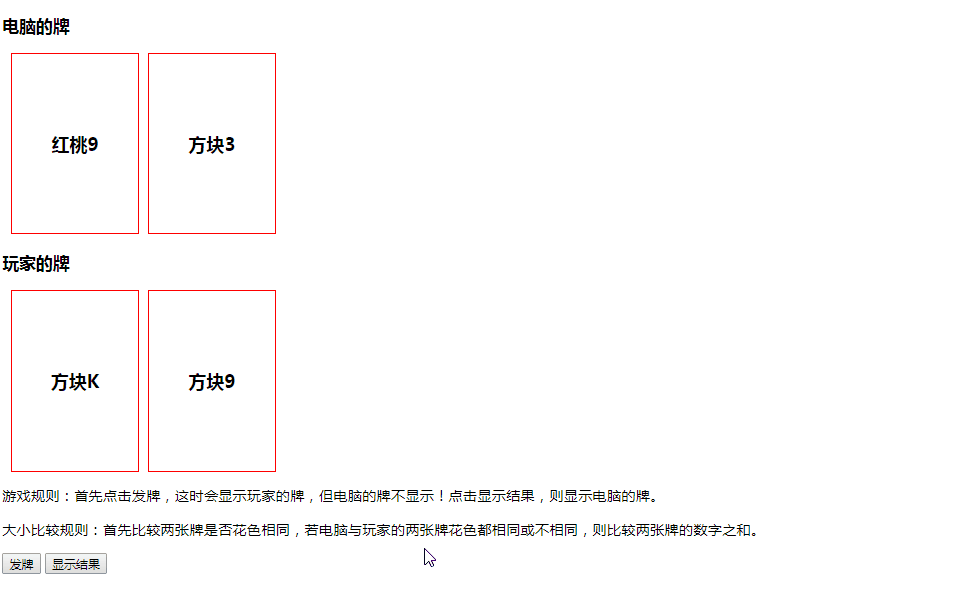 电脑的牌
红桃9 方块3
玩家的牌
方块K 方块9
游戏规则：首先点击发牌，这时会显示玩家的牌，但电脑的牌不显示！点击显示结果，则显示电脑的牌。
大小比较规则：首先比较两张牌是否花色相同，若电脑与玩家的两张牌花色都相同或不相同，则比较两张牌的数字之和。
发牌 显示结果